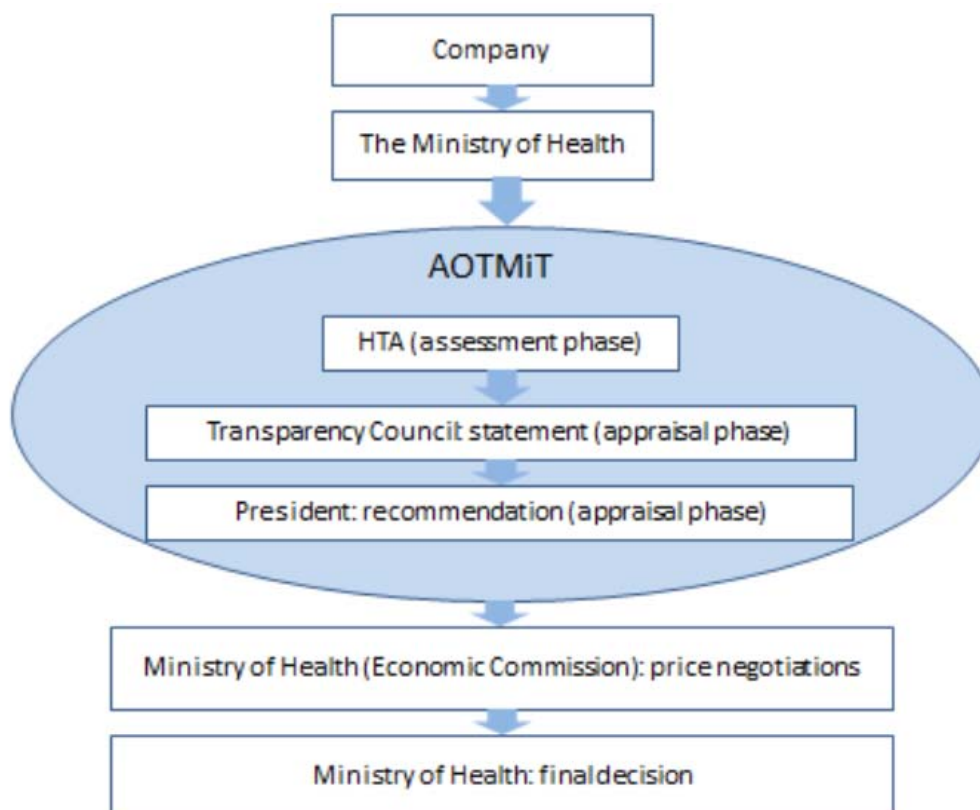 Company
The Ministry of Health
AOTMiT
HTA (assessment phase)
Transparency Council: statement (appraisal phase)
President: recommendation (appraisal phase)
Ministry of Health (Economic Commission): price negotiations
Ministry of Health: final decision